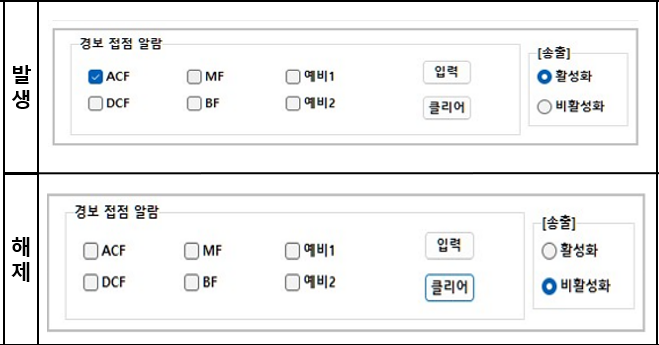 발생
경보 접점 알람
[송출]
ACF MF 예비1 입력 활성화
DCF BF 예비2 클리어 비활성화
해제
경보 접점 알람
[송출]
ACF MF 예비1 입력 활성화
DCF BF 예비2 클리어 비활성화